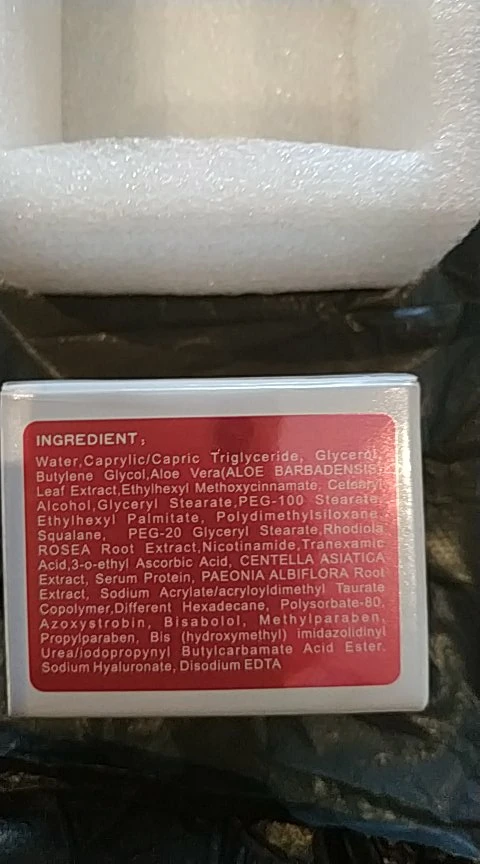 INGREDIENT;
Water,Caprylic/Capric Triglyceride, Glycerol,
Butylene Glycol,Aloe Vera(ALOE BARBADENSIS)
Leaf Extract,Ethylhexyl Methoxycinnamate, Cetearyl
Alcohol,Glyceryl Stearate,PEG-100 Stearate,
Ethylhexyl Palmitate, Polydimethylsiloxane,
Squalane, PEG-20 Glyceryl Stearate,Rhodiola
ROSEA Root Extract,Nicotinamide,Tranexamic
Acid,3-o-ethyl Ascorbic Acid, CENTELLA ASIATICA
Extract, Serum Protein, PAEONIA ALBIFLORA Root
Extract, Sodium Acrylate/acryloyldimethyl Taurate
Copolymer,Different Hexadecane, Polysorbate-80,
Azoxystrobin, Bisabolol, Methylparaben,
Propylparaben, Bis (hydroxymethyl) imidazolidinyl
Urea/iodopropynyl Butylcarbamate Acid Ester.
Sodium Hyaluronate, Disodium EDTA